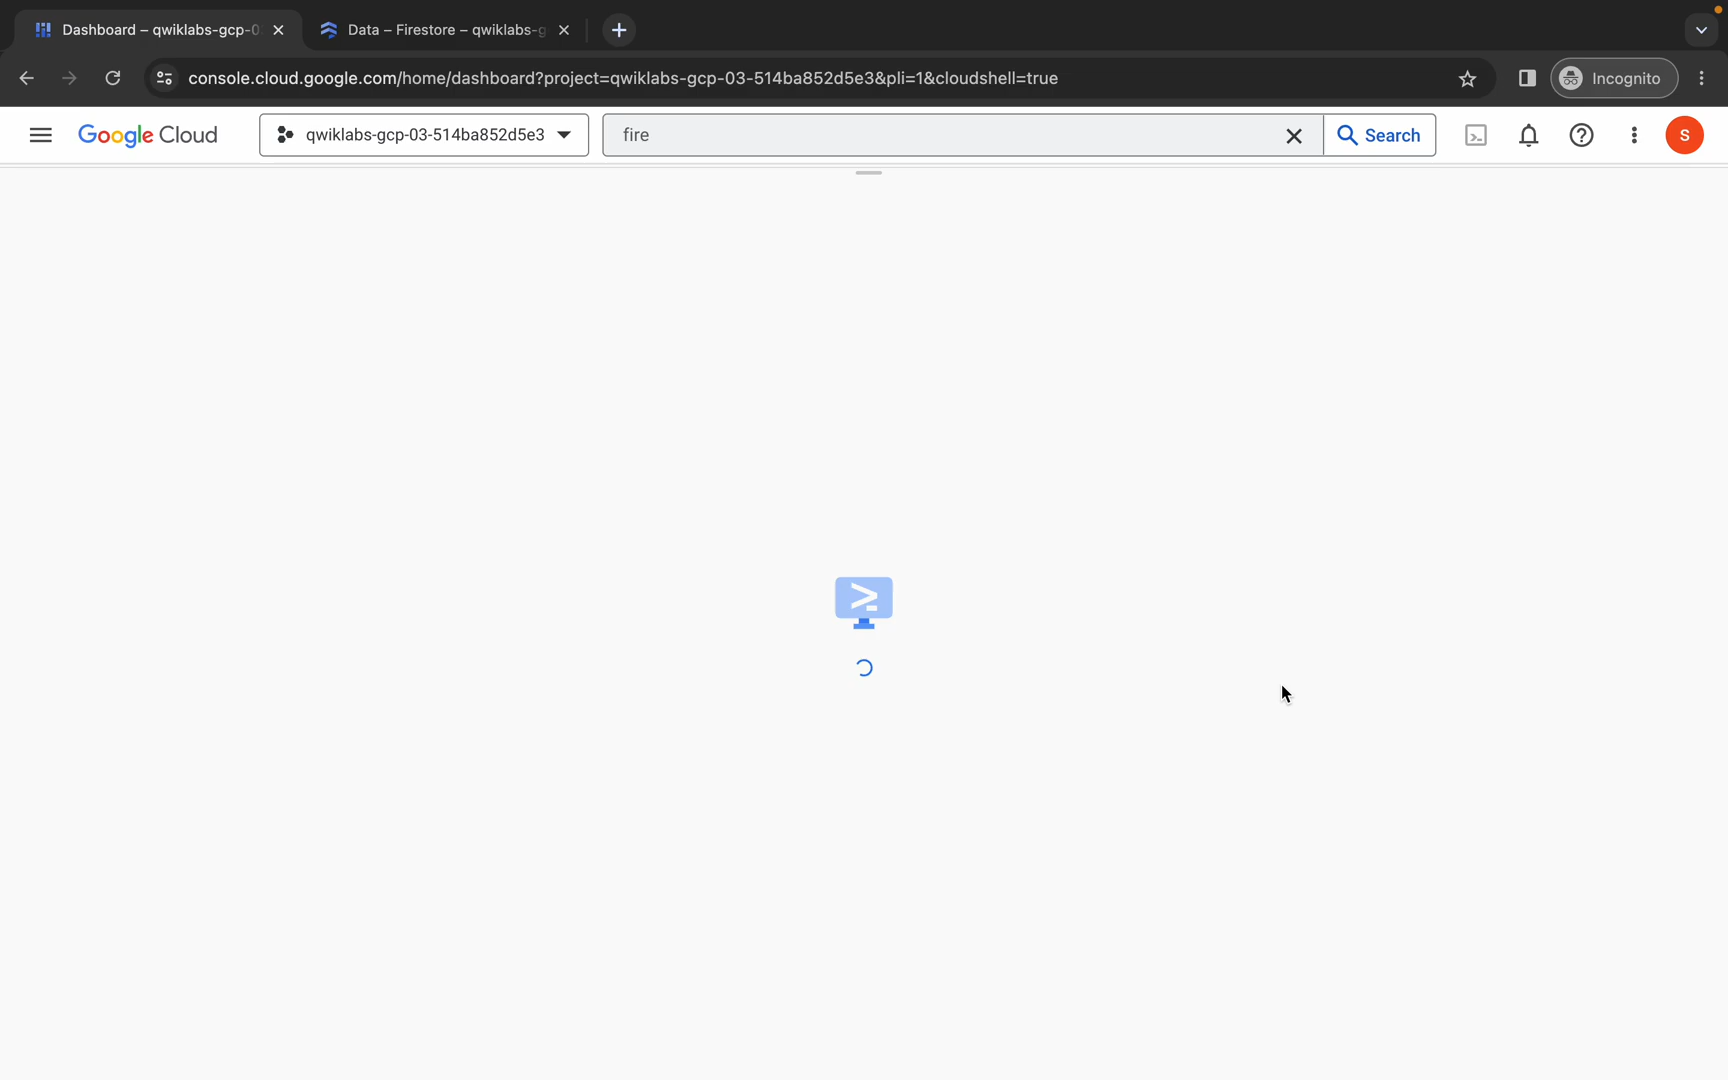 Dashboard – qwiklabs-gcp-0
Data – Firestore – qwiklabs-g
console.cloud.google.com/home/dashboard?project=qwiklabs-gcp-03-514ba852d5e3&pli=1&cloudshell=true
Incognito
Google Cloud
qwiklabs-gcp-03-514ba852d5e3
fire
Search
S